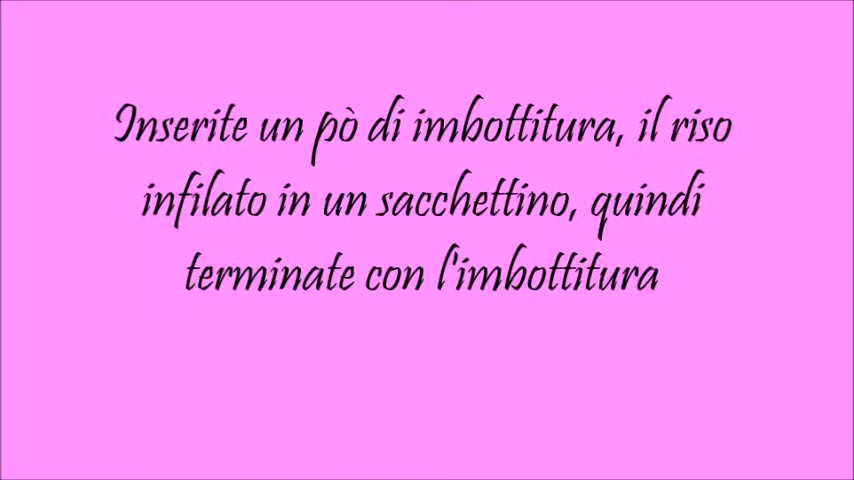 Inserite un pò di imbottitura, il riso
infilato in un sacchettino, quindi
terminate con l'imbottitura